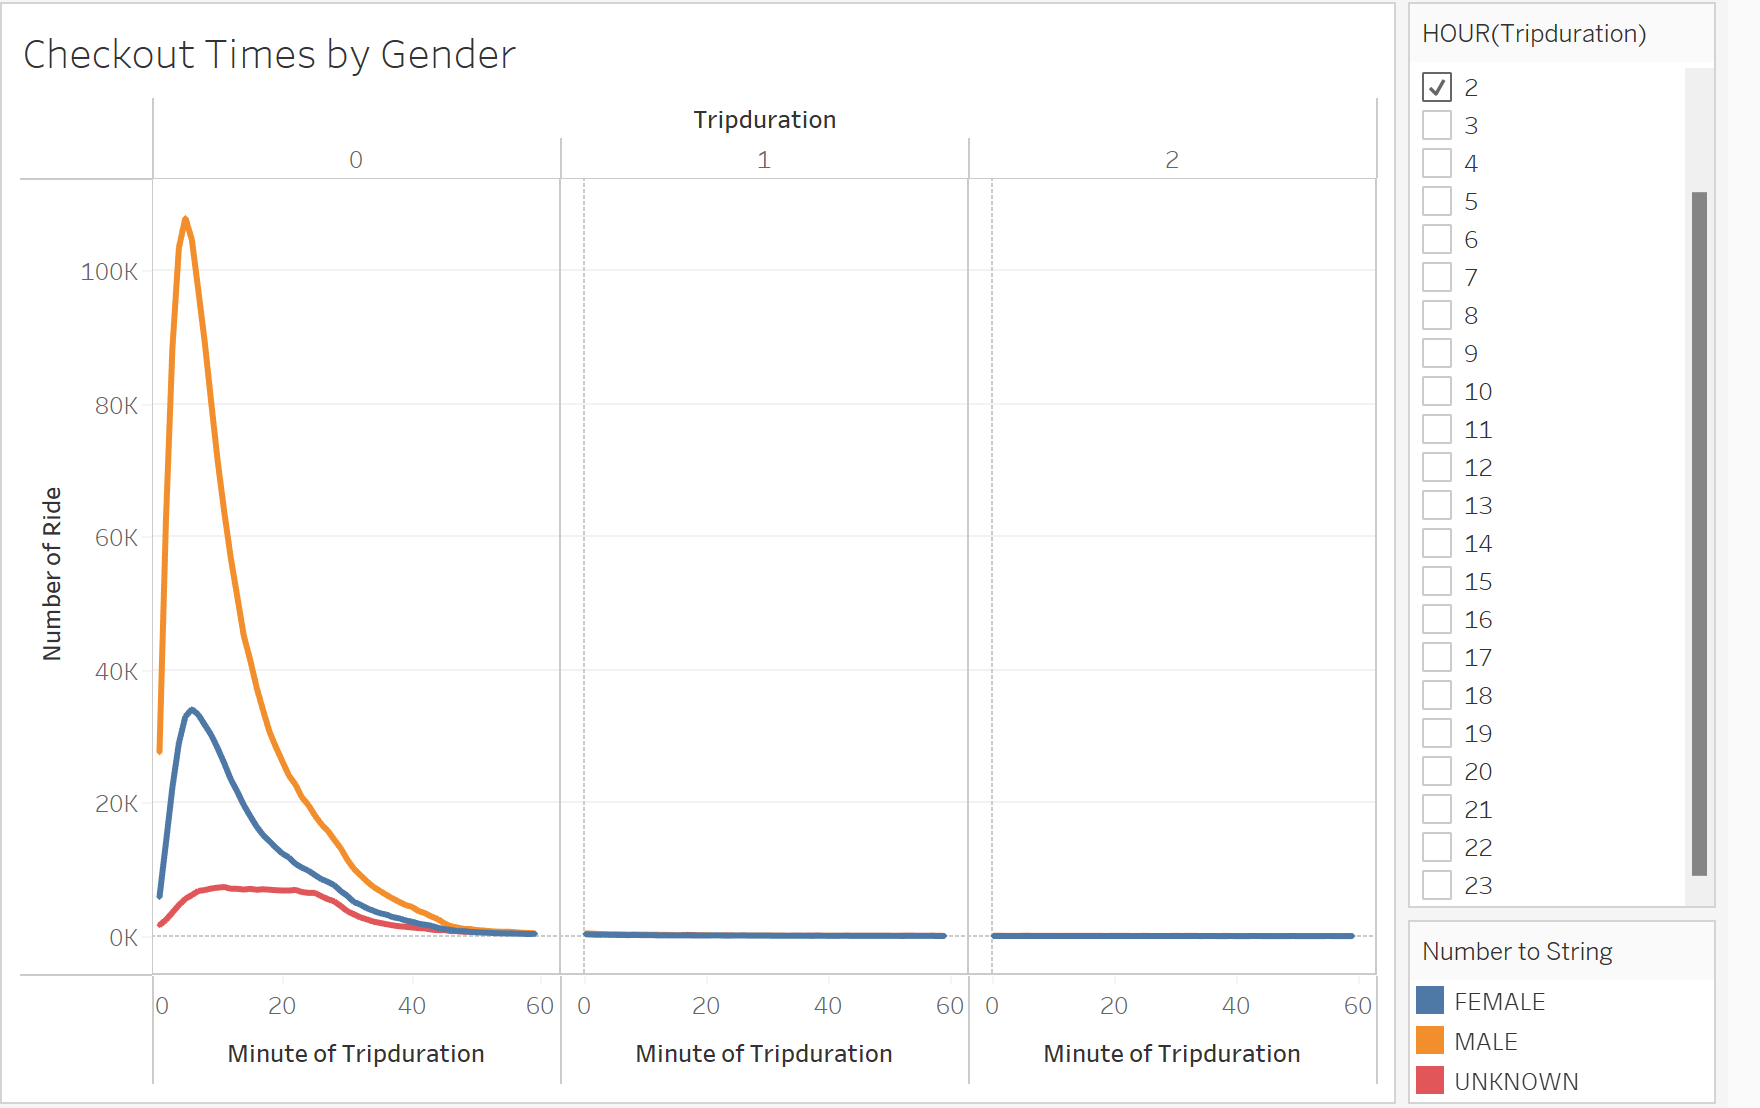 Checkout Times by Gender
Tripduration
0 1 2
Number of Ride
100K
80K
60K
40K
20K
0K
0 20 40 60 0 20 40 60 0 20 40 60
Minute of Tripduration Minute of Tripduration Minute of Tripduration
HOUR(Tripduration)
2
3
4
5
6
7
8
9
10
11
12
13
14
15
16
17
18
19
20
21
22
23
Number to String
FEMALE
MALE
UNKNOWN